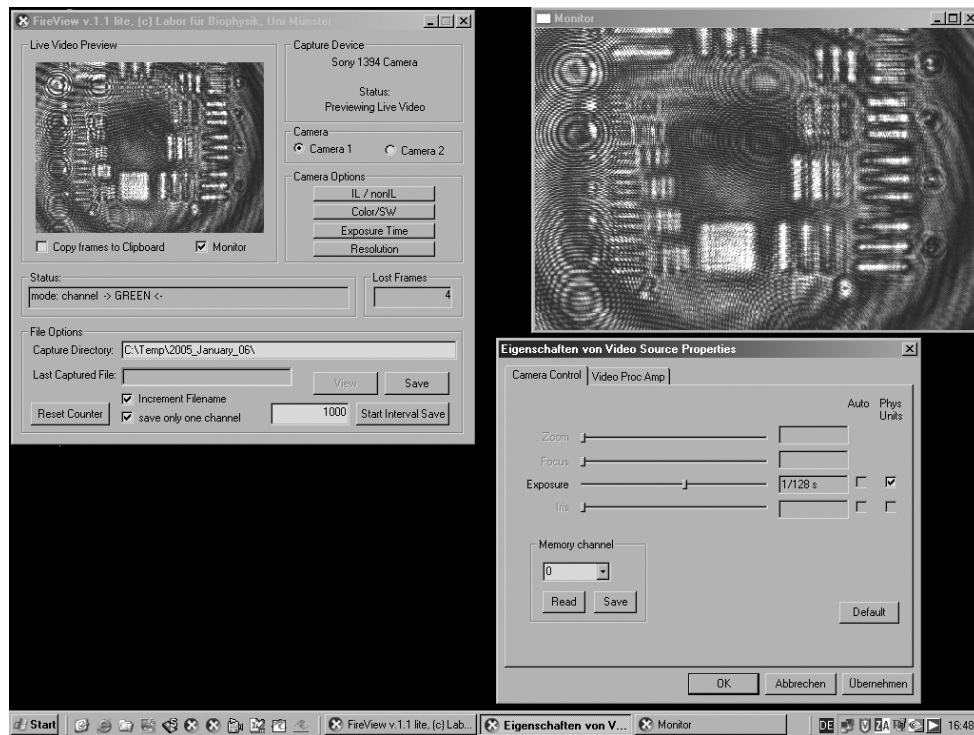 FireView v.1.1 lite, (c) Labor für Biophysik, Uni Münster
Live Video Preview
Copy frames to Clipboard
Monitor
Capture Device
Sony 1394 Camera
Status:
Previewing Live Video
Camera
Camera 1
Camera 2
Camera Options
IL / nonIL
Color/SW
Exposure Time
Resolution
Status:
mode: channel -> GREEN <-
Lost Frames
4
File Options
Capture Directory:
C:\Temp\2005_January_06\
Last Captured File:
View
Save
Reset Counter
Increment Filename
save only one channel
1000
Start Interval Save
Monitor
2
Eigenschaften von Video Source Properties
Camera Control
Video Proc Amp
Auto
Phys
Units
Zoom
Focus
Exposure
1/128 s
Iris
Memory channel
0
Read
Save
Default
OK
Abbrechen
Übernehmen
Start
FireView v.1.1 lite, (c) Lab...
Eigenschaften von V...
Monitor
DE
16:48